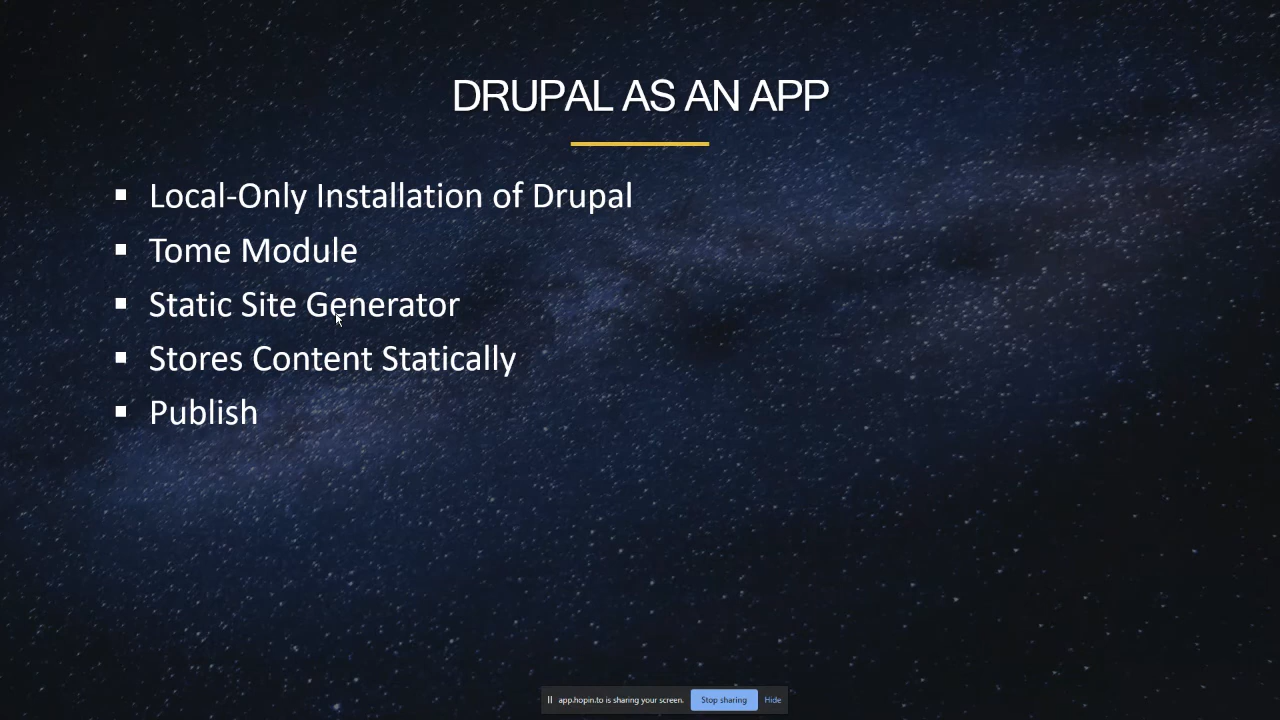 DRUPAL AS AN APP
Local-Only Installation of Drupal
Tome Module
Static Site Generator
Stores Content Statically
Publish
app.hopin.to is sharing your screen. Stop sharing Hide